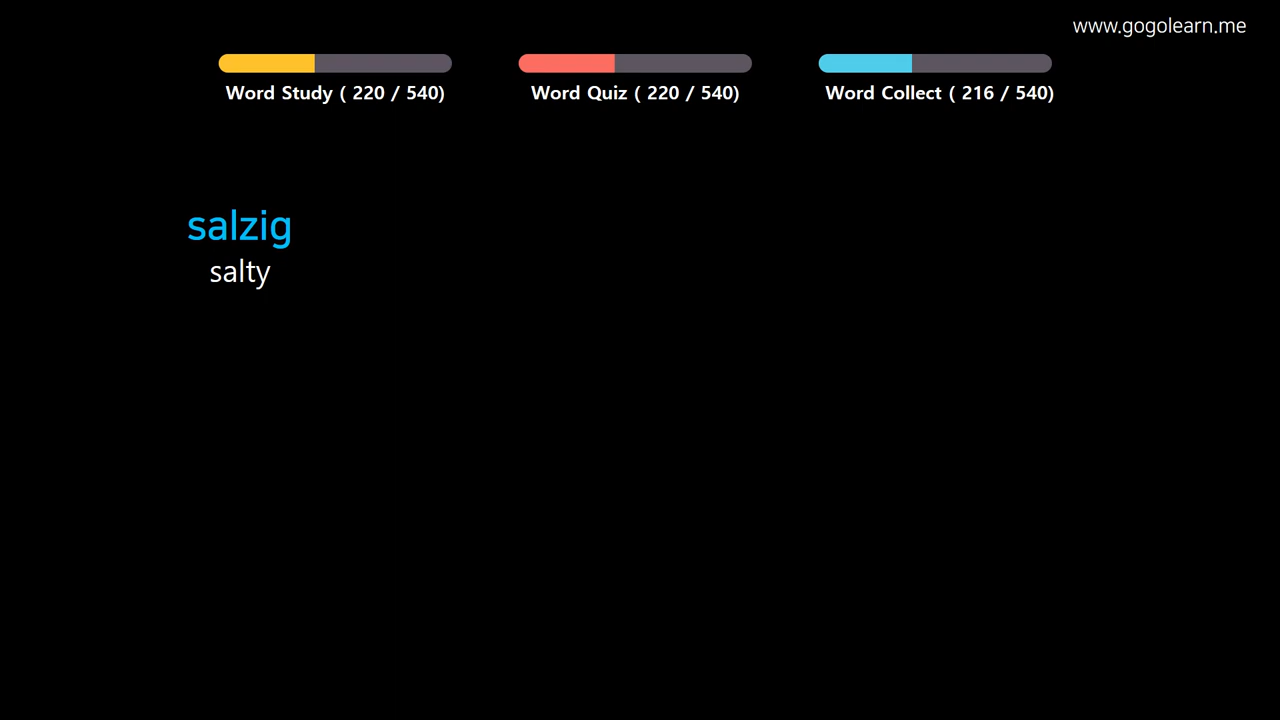 www.gogolearn.me
Word Study ( 220 / 540)
Word Quiz ( 220 / 540)
Word Collect ( 216 / 540)
salzig
salty